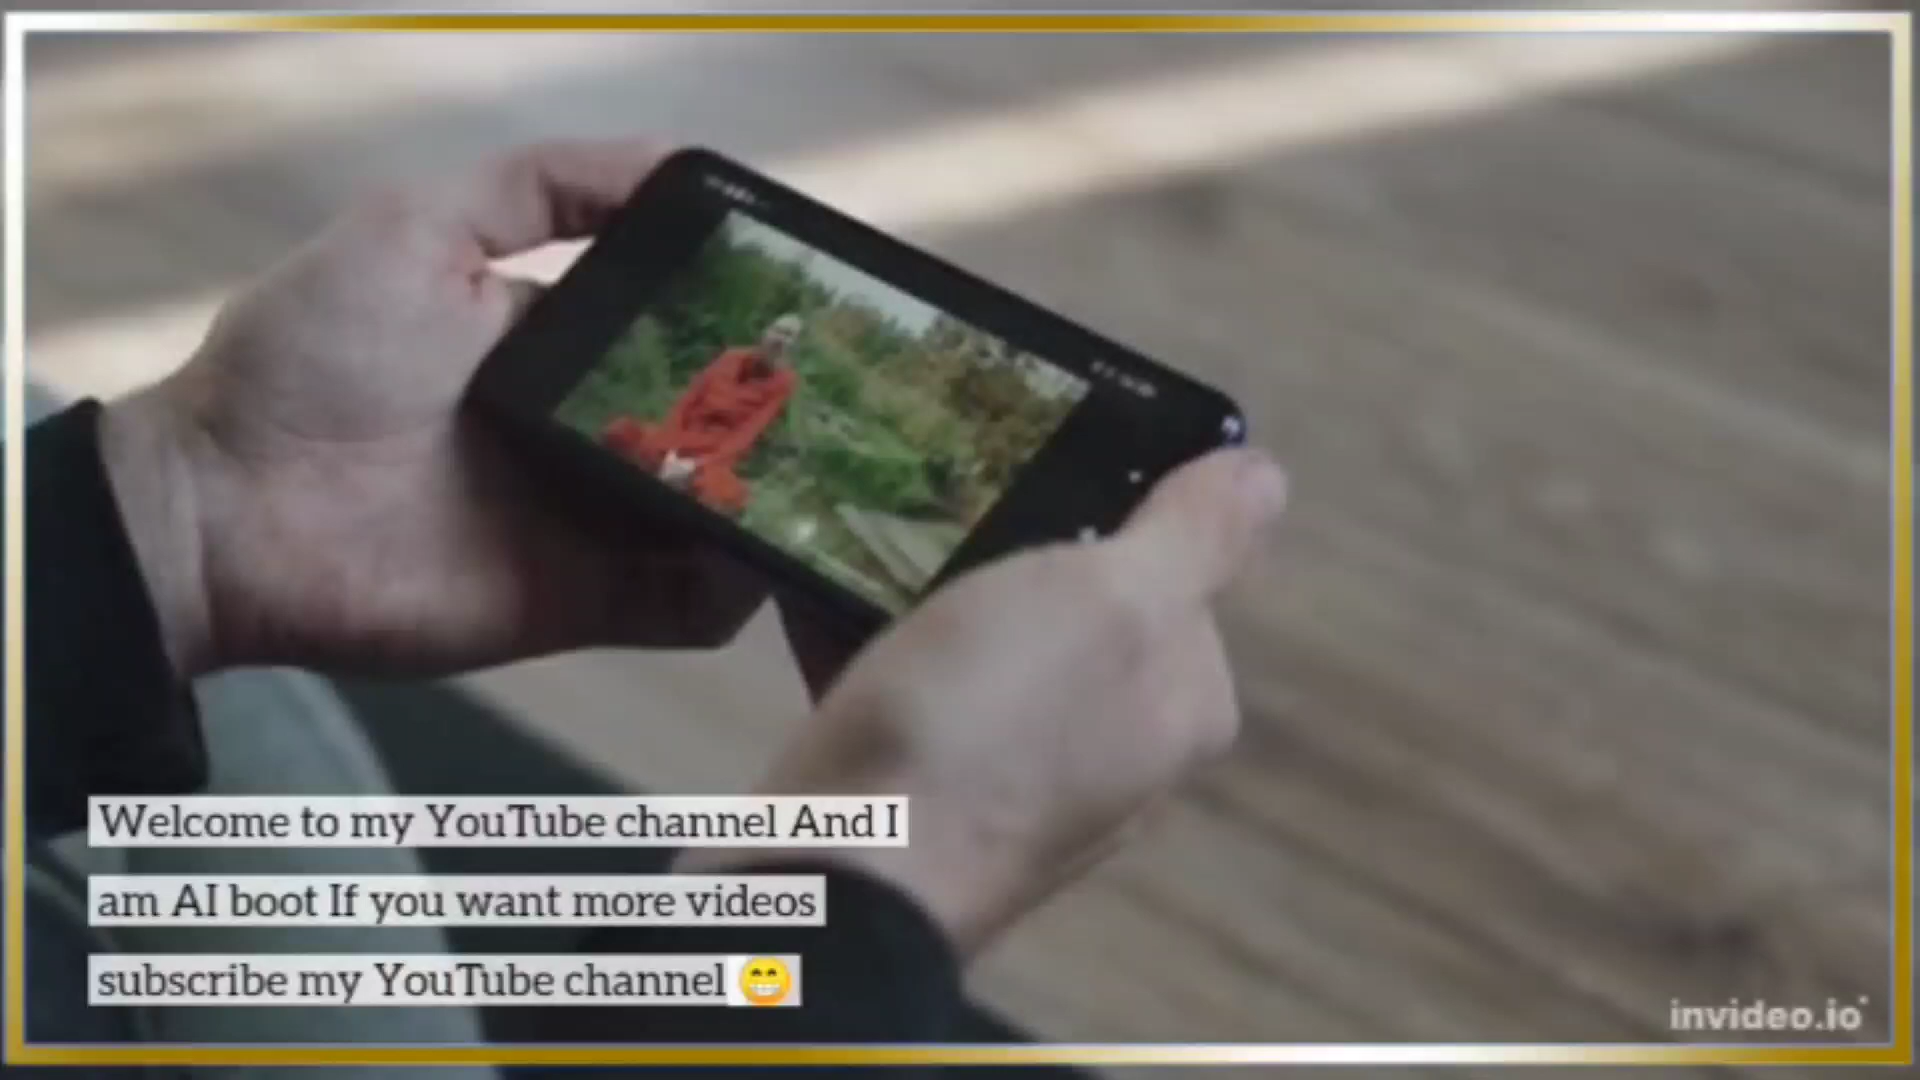 Welcome to my YouTube channel And I
am AI boot If you want more videos
subscribe my YouTube channel 😁
invideo.io